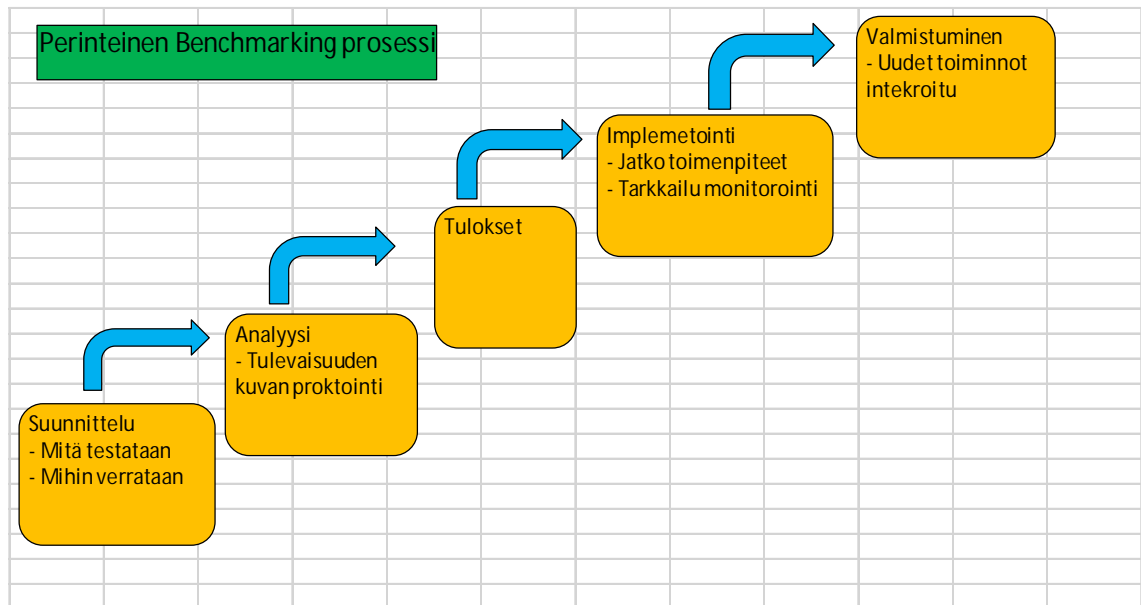 Perinteinen Benchmarking prosessi
Valmistuminen
- Uudet toiminnot
intekroitu
Implemetointi
- Jatko toimenpiteet
- Tarkkailu monitorointi
Tulokset
Analyysi
- Tulevaisuuden
kuvan proktointi
Suunnittelu
- Mitä testataan
- Mihin verrataan